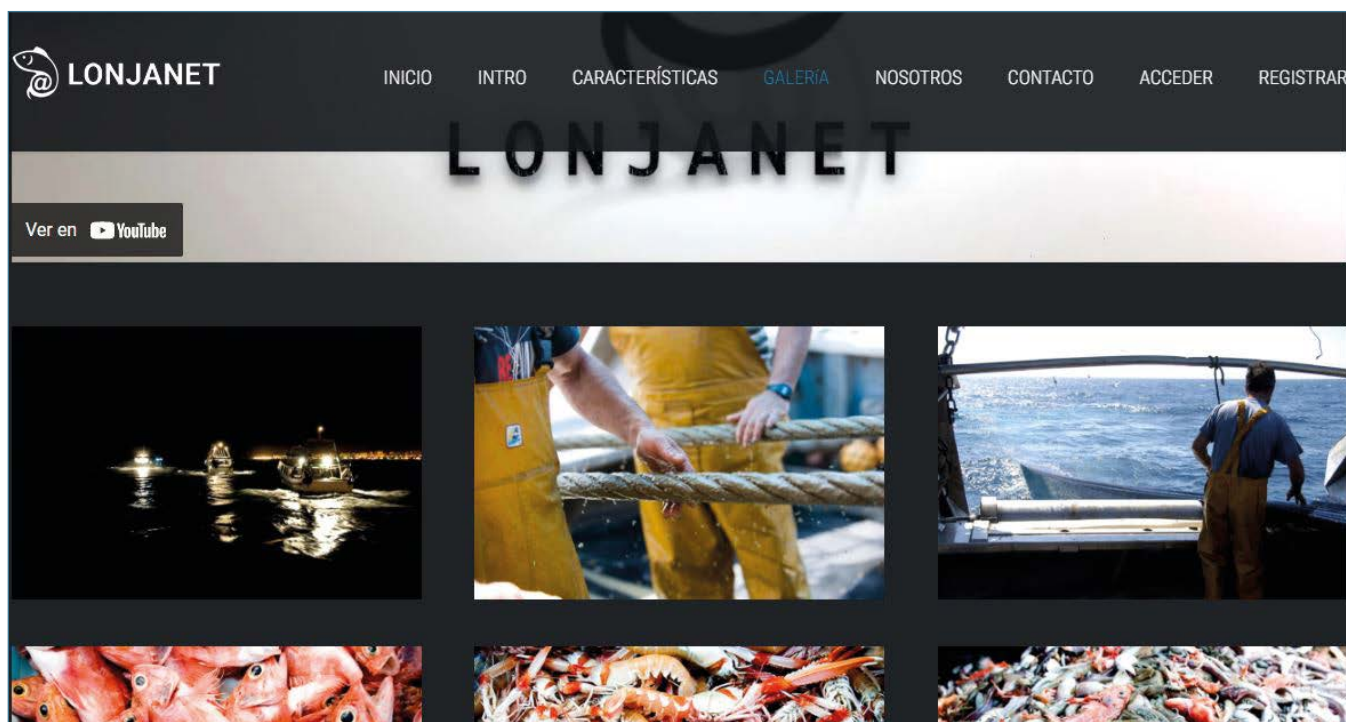 LONJANET
INICIO INTRO CARACTERÍSTICAS GALERÍA NOSOTROS CONTACTO ACCEDER REGISTRAR
LONJANET
Ver en YouTube